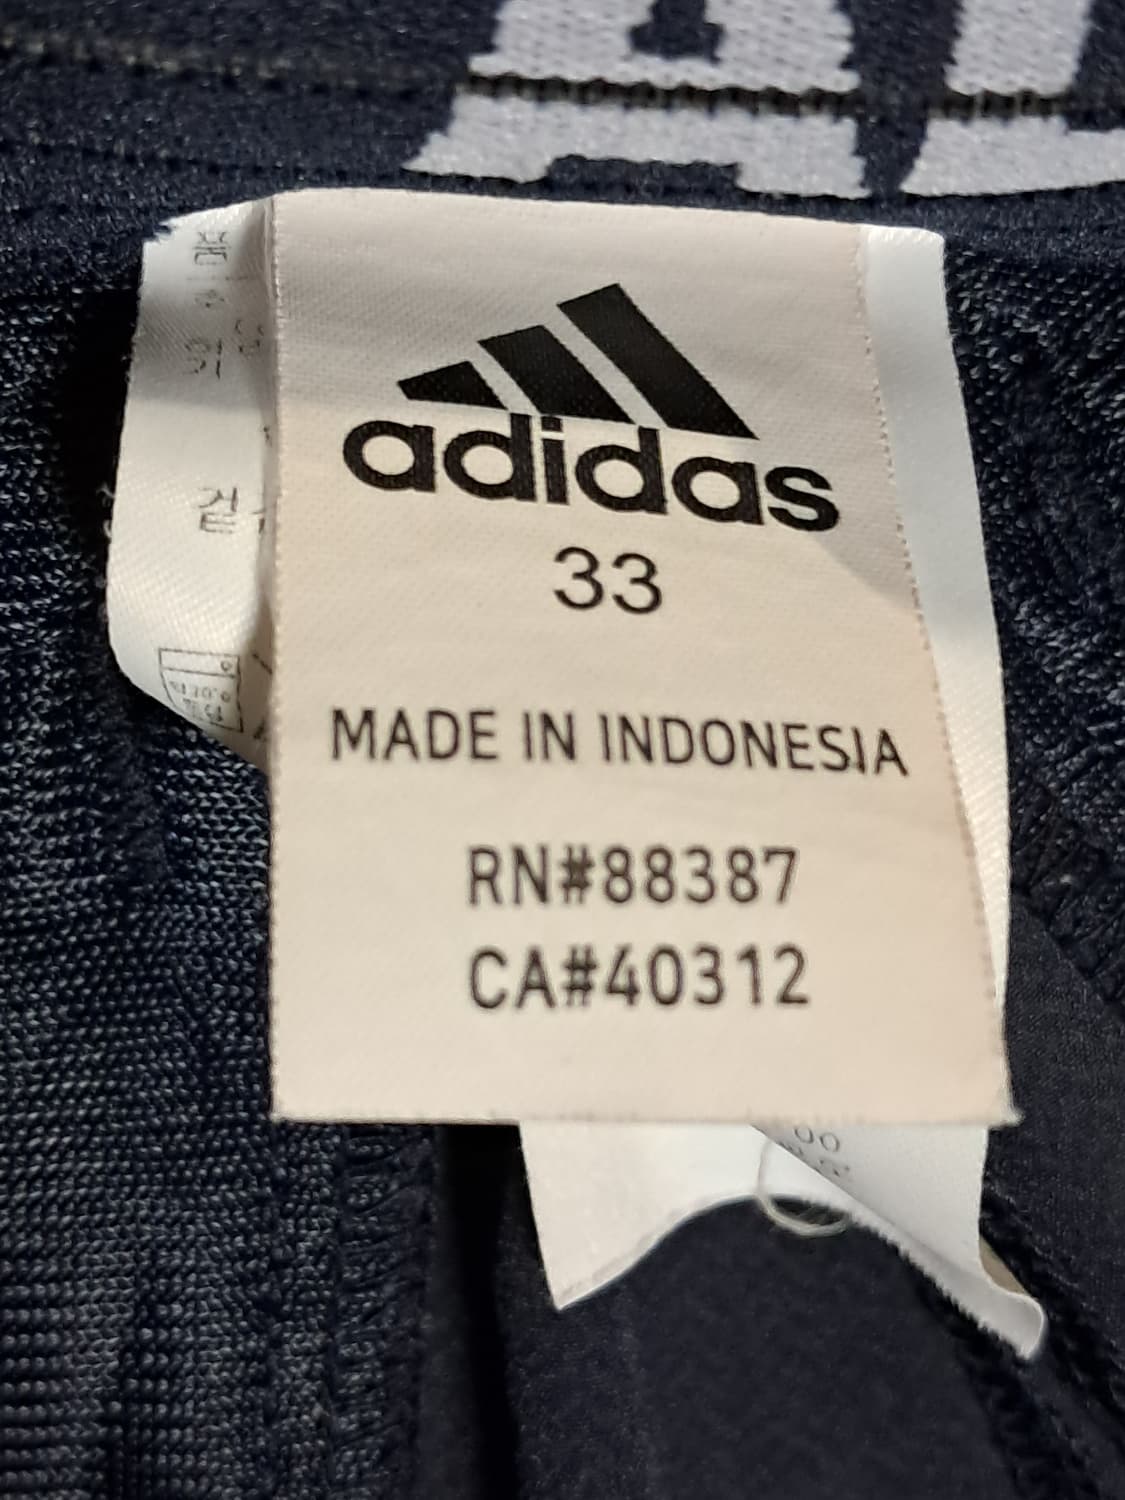 adidas
33
MADE IN INDONESIA
RN#88387
CA#40312